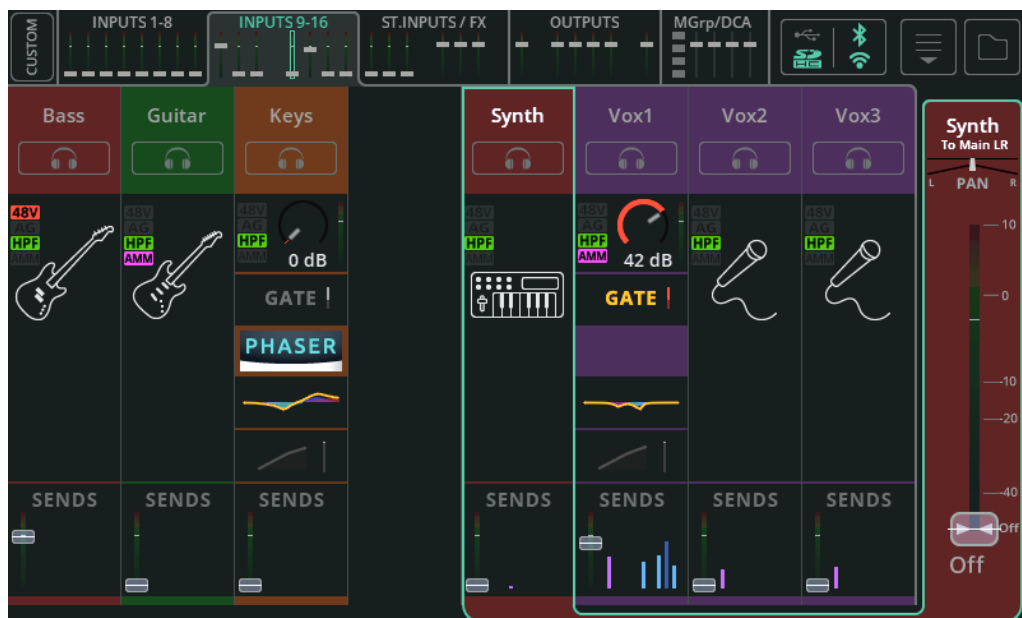 CUSTOM
INPUTS 1-8
INPUTS 9-16
ST.INPUTS / FX
OUTPUTS
MGrp/DCA
Bass
Guitar
Keys
Synth
Vox1
Vox2
Vox3
Synth
To Main LR
L PAN R
48V
AG
HPF
AMM
48V
AG
HPF
AMM
48V
AG
HPF
AMM
0 dB
48V
AG
HPF
AMM
48V
AG
HPF
AMM
42 dB
48V
AG
HPF
AMM
48V
AG
HPF
AMM
GATE
GATE
PHASER
10
0
-10
-20
-40
Off
Off
SENDS
SENDS
SENDS
SENDS
SENDS
SENDS
SENDS